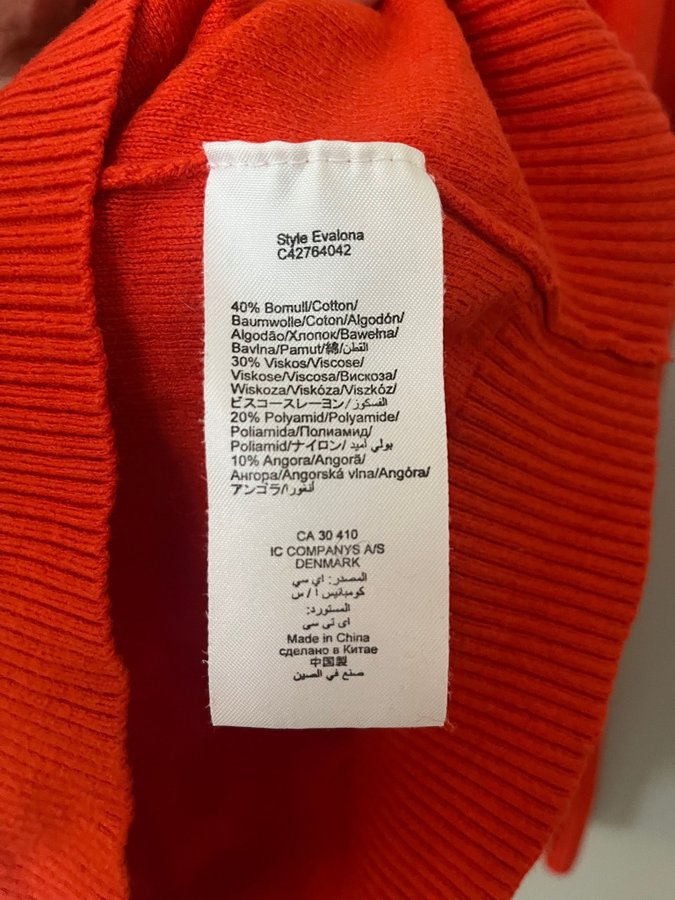 Style Evalona
C42764042
40% Bomull/Cotton/
Baumwolle/Coton/Algodón/
Algodão/Хлопок/Bawełna/
Bavlna/Pamut/綿/القطن/
30% Viskos/Viscose/
Viskose/Viscosa/Вискоза/
Wiskoza/Viskóza/Viszkóz/
ビスコースレーヨン/الفسكوز/
20% Polyamid/Polyamide/
Poliamida/Полиамид/
Poliamid/ナイロン/بولي أميد/
10% Angora/Angorã/
Ангора/Angorská vlna/Angóra/
アンゴラ/أنغورا
CA 30 410
IC COMPANYS A/S
DENMARK
المصدر: اي سي
كومبانيس ا / س
المستورد:
اي تي سي
Made in China
сделано в Китае
中国製
صنع في الصين